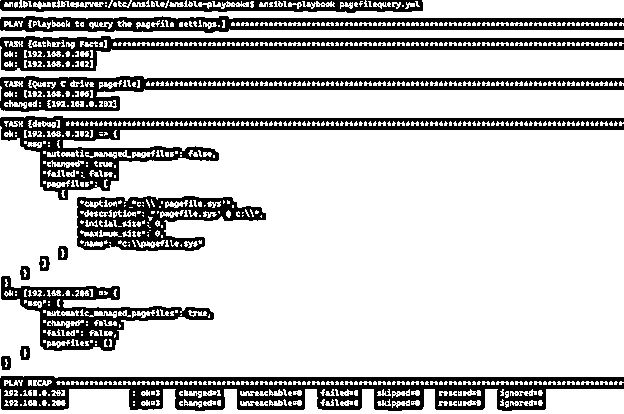 ansible@ansibleserver:/etc/ansible/ansible-playbooks$ ansible-playbook pagefilequery.yml
PLAY [Playbook to query the pagefile settings.] ****
TASK [Gathering Facts] ****
ok: [192.168.0.206]
ok: [192.168.0.202]
TASK [Query C drive pagefile] ****
ok: [192.168.0.206]
changed: [192.168.0.202]
TASK [debug] ****
ok: [192.168.0.202] => {
"msg": {
"automatic_managed_pagefiles": false,
"changed": true,
"failed": false,
"pagefiles": [
{
"caption": "c:\\ 'pagefile.sys'",
"description": "'pagefile.sys' @ c:\\",
"initial_size": 0,
"maximum_size": 0,
"name": "c:\\pagefile.sys"
}
]
}
}
ok: [192.168.0.206] => {
"msg": {
"automatic_managed_pagefiles": true,
"changed": false,
"failed": false,
"pagefiles": []
}
}
PLAY RECAP ****
192.168.0.202 : ok=3 changed=1 unreachable=0 failed=0 skipped=0 rescued=0 ignored=0
192.168.0.206 : ok=3 changed=0 unreachable=0 failed=0 skipped=0 rescued=0 ignored=0